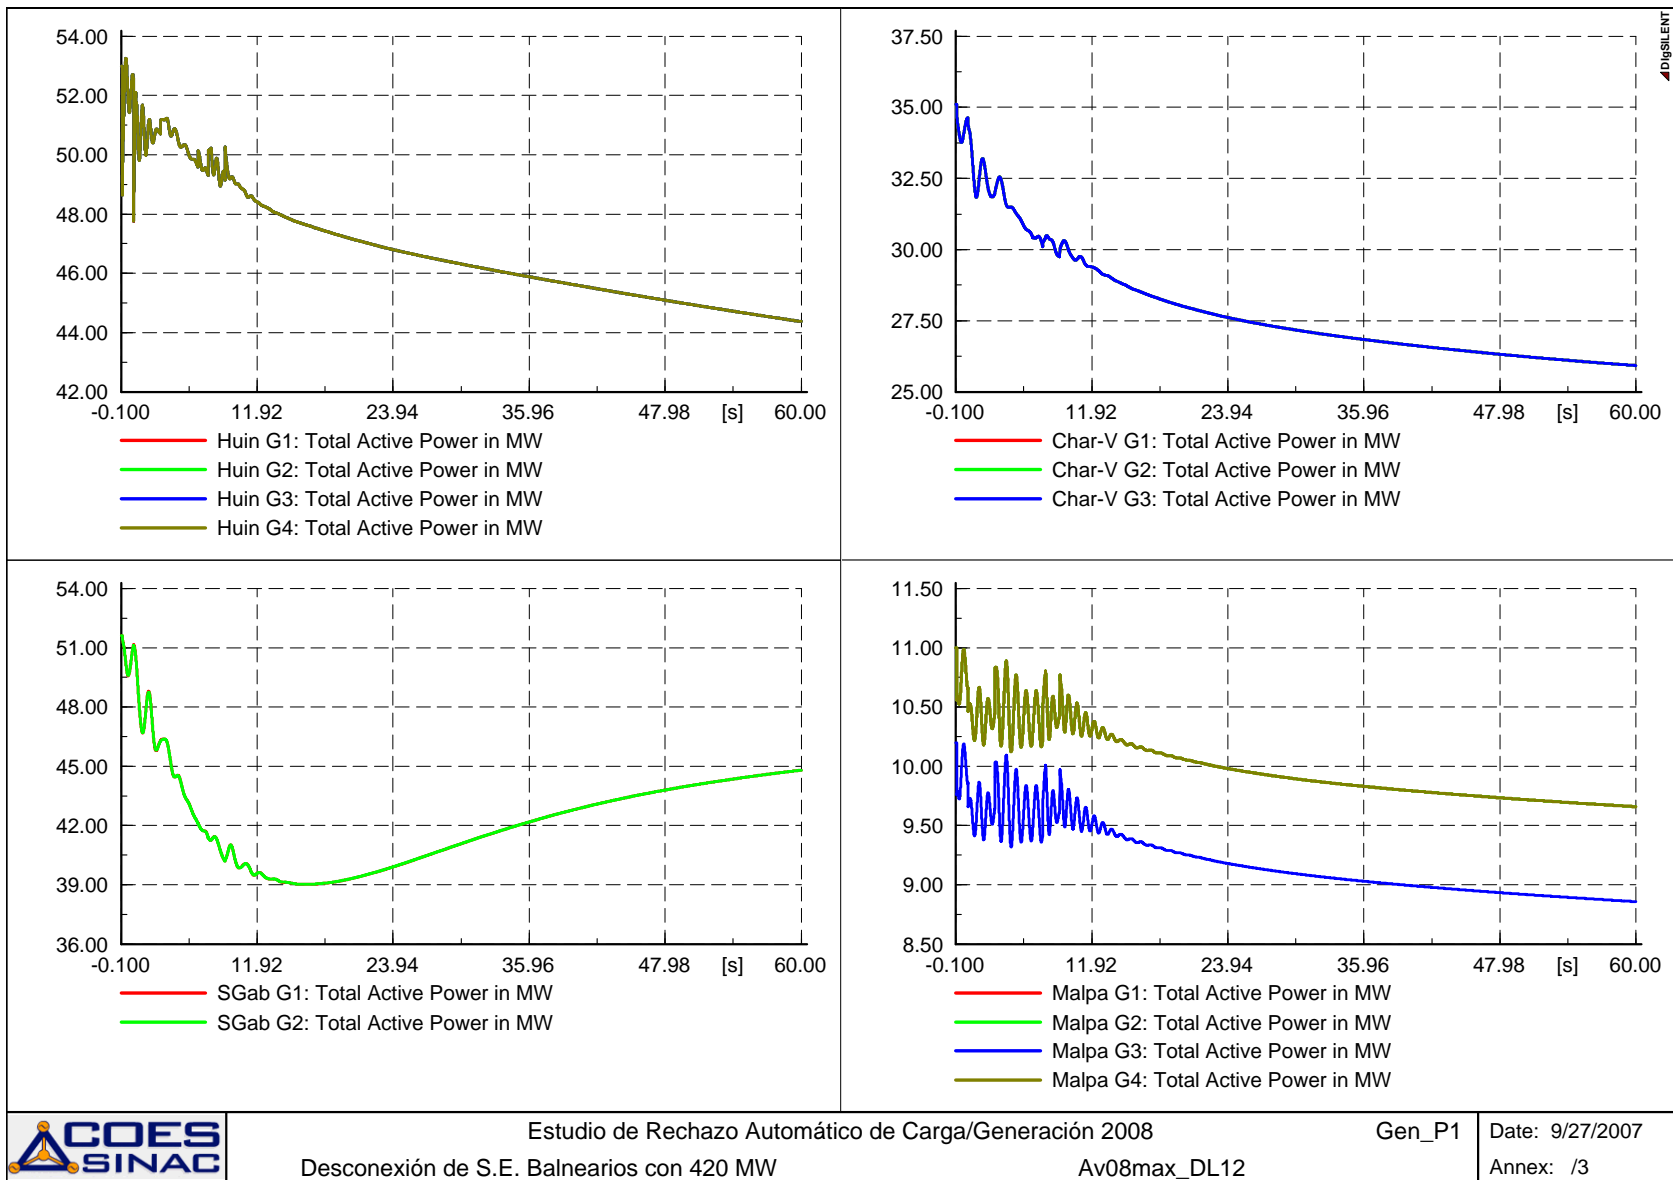 54.00
52.00
50.00
48.00
46.00
44.00
42.00
-0.100 11.92 23.94 35.96 47.98 [s] 60.00
Huin G1: Total Active Power in MW
Huin G2: Total Active Power in MW
Huin G3: Total Active Power in MW
Huin G4: Total Active Power in MW
37.50
35.00
32.50
30.00
27.50
25.00
-0.100 11.92 23.94 35.96 47.98 [s] 60.00
Char-V G1: Total Active Power in MW
Char-V G2: Total Active Power in MW
Char-V G3: Total Active Power in MW
DIgSILENT
54.00
51.00
48.00
45.00
42.00
39.00
36.00
-0.100 11.92 23.94 35.96 47.98 [s] 60.00
SGab G1: Total Active Power in MW
SGab G2: Total Active Power in MW
11.50
11.00
10.50
10.00
9.50
9.00
8.50
-0.100 11.92 23.94 35.96 47.98 [s] 60.00
Malpa G1: Total Active Power in MW
Malpa G2: Total Active Power in MW
Malpa G3: Total Active Power in MW
Malpa G4: Total Active Power in MW
COES
SINAC
Estudio de Rechazo Automático de Carga/Generación 2008 Gen_P1
Desconexión de S.E. Balnearios con 420 MW Av08max_DL12
Date: 9/27/2007
Annex: /3